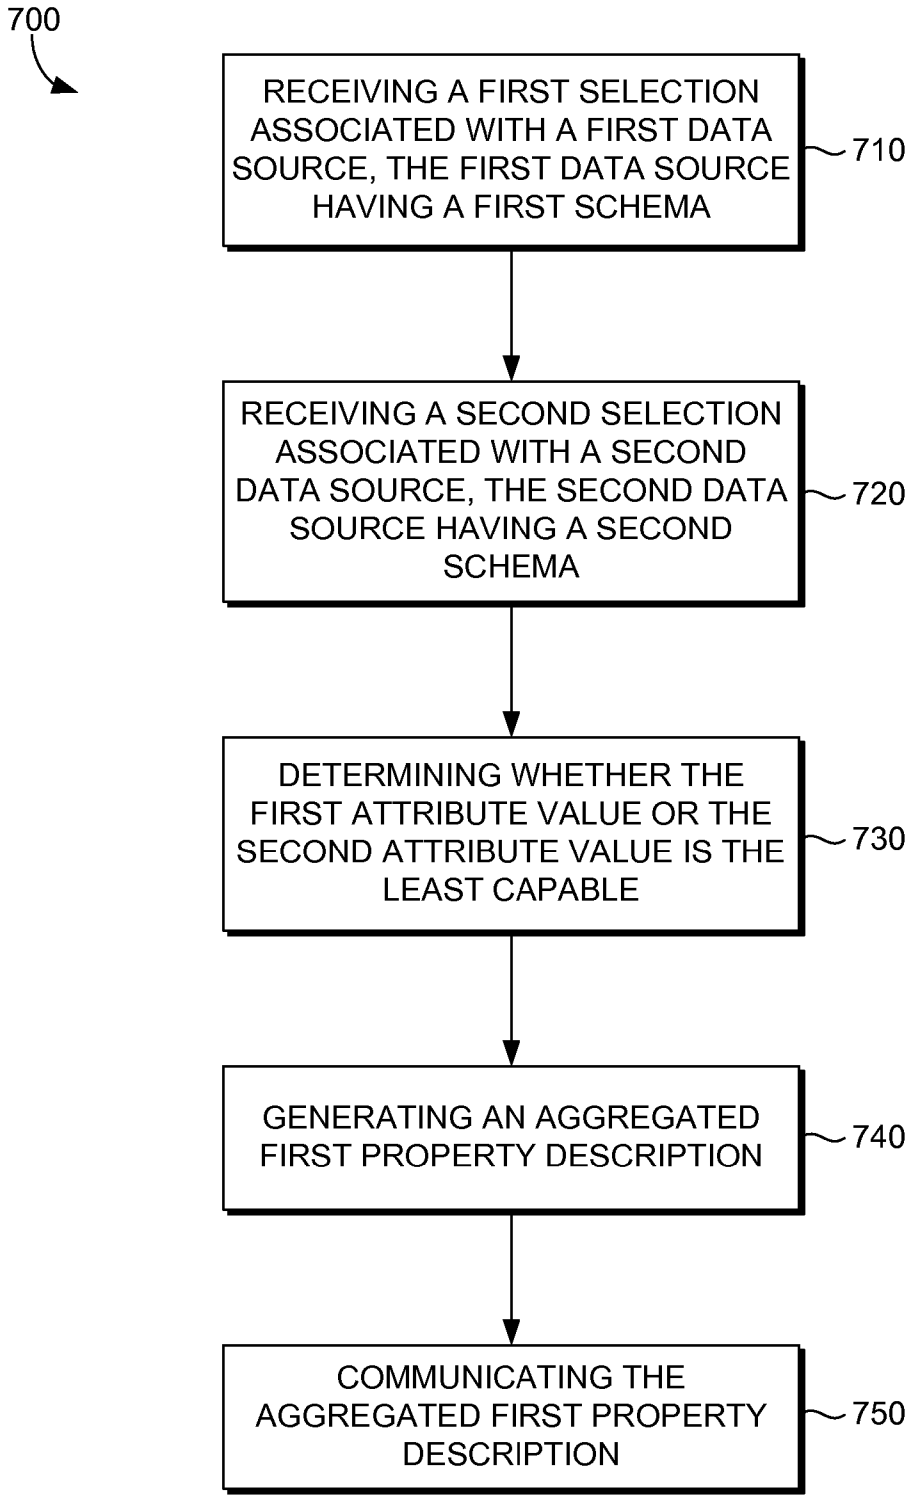 700
RECEIVING A FIRST SELECTION
ASSOCIATED WITH A FIRST DATA
SOURCE, THE FIRST DATA SOURCE
HAVING A FIRST SCHEMA
710
RECEIVING A SECOND SELECTION
ASSOCIATED WITH A SECOND
DATA SOURCE, THE SECOND DATA
SOURCE HAVING A SECOND
SCHEMA
720
DETERMINING WHETHER THE
FIRST ATTRIBUTE VALUE OR THE
SECOND ATTRIBUTE VALUE IS THE
LEAST CAPABLE
730
GENERATING AN AGGREGATED
FIRST PROPERTY DESCRIPTION
740
COMMUNICATING THE
AGGREGATED FIRST PROPERTY
DESCRIPTION
750